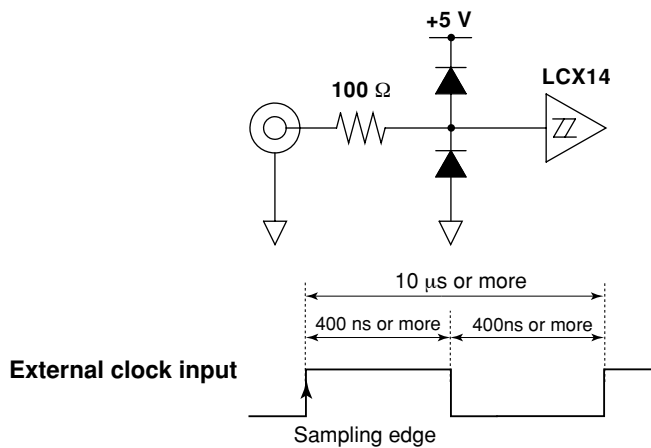 +5 V
LCX14
100 Ω
10 μs or more
400 ns or more
400ns or more
External clock input
Sampling edge